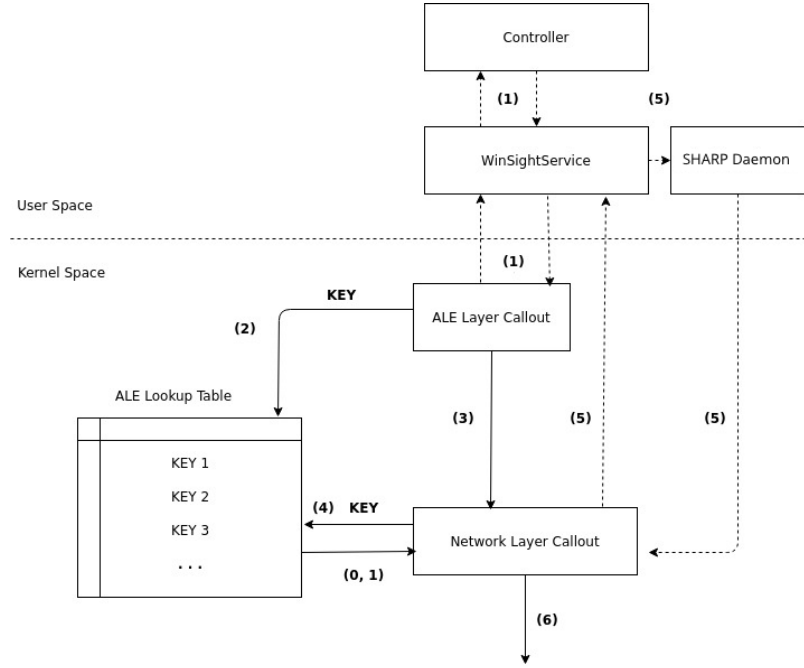 Controller
(1)
(5)
WinSightService
SHARP Daemon
User Space
Kernel Space
(1)
KEY
(2)
ALE Layer Callout
ALE Lookup Table
(3)
(5)
(5)
KEY 1
KEY 2
KEY 3
...
(4) KEY
Network Layer Callout
(0, 1)
(6)